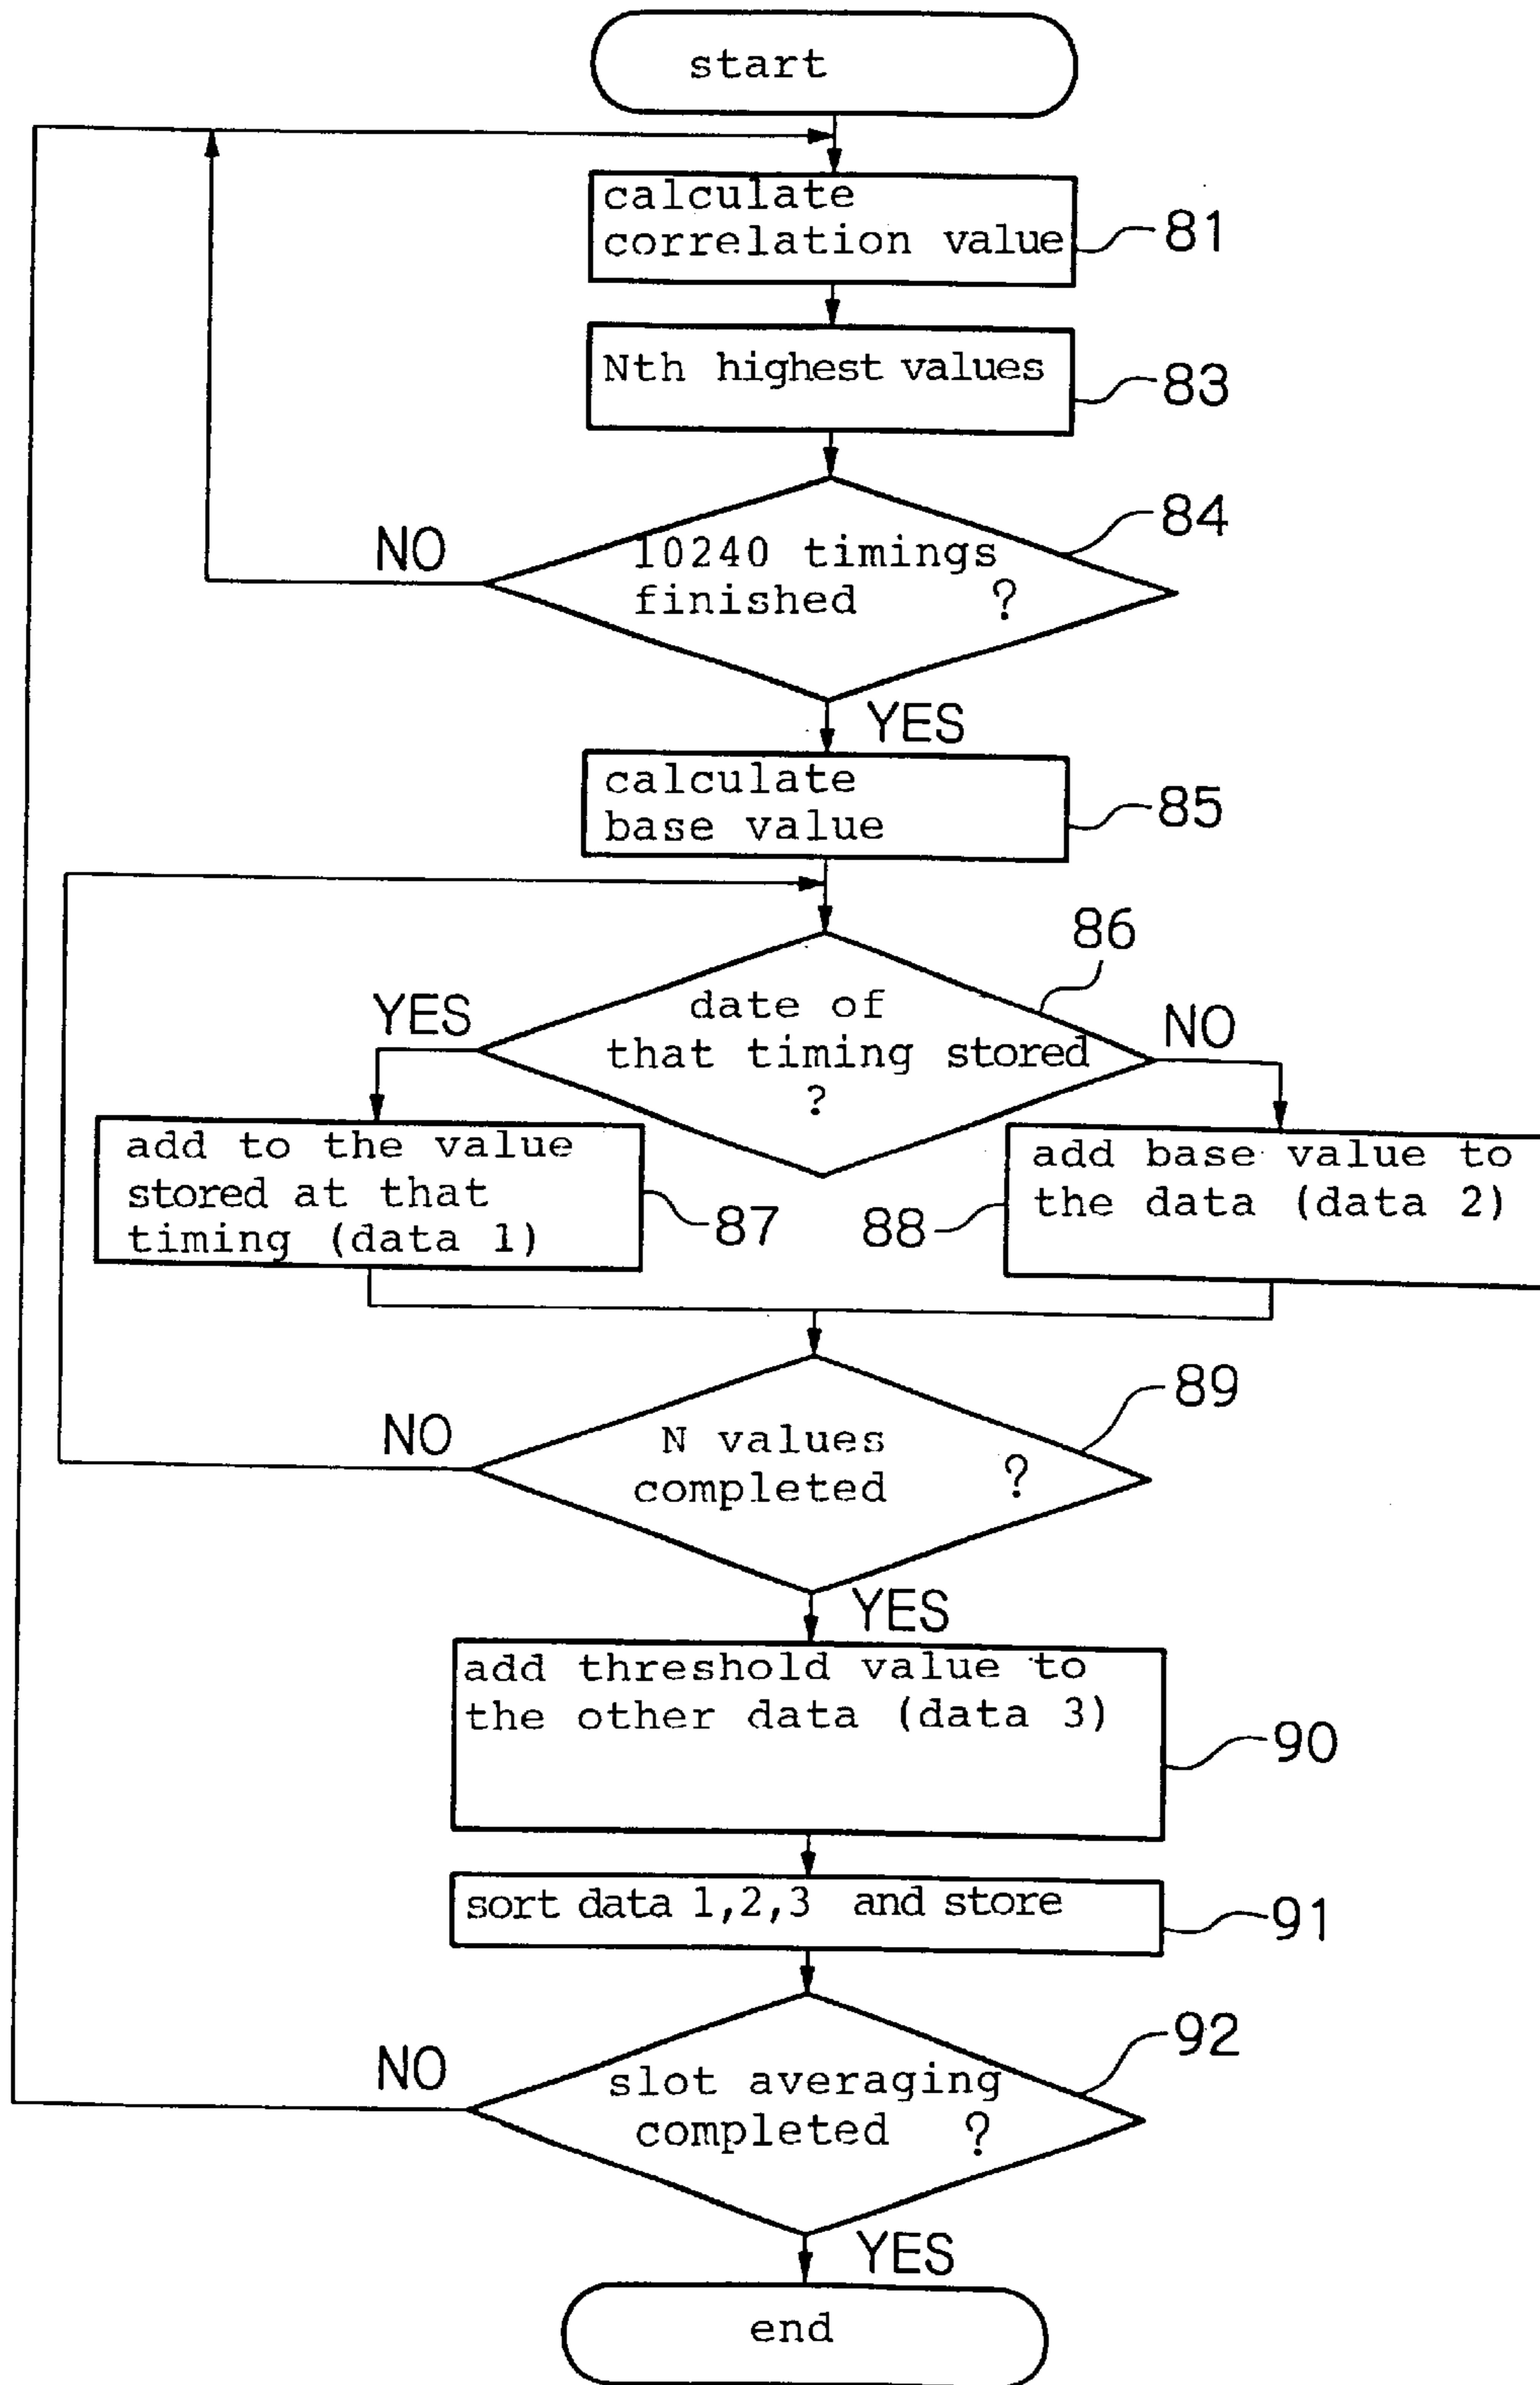 start
calculate
correlation value
81
Nth highest values
83
84
NO
10240 timings
finished ?
YES
calculate
base value
85
86
YES
date of
that timing stored
?
NO
add to the value
stored at that
timing (data 1)
87
88
add base value to
the data (data 2)
89
NO
N values
completed ?
YES
add threshold value to
the other data (data 3)
90
sort data 1,2,3 and store
91
92
NO
slot averaging
completed ?
YES
end